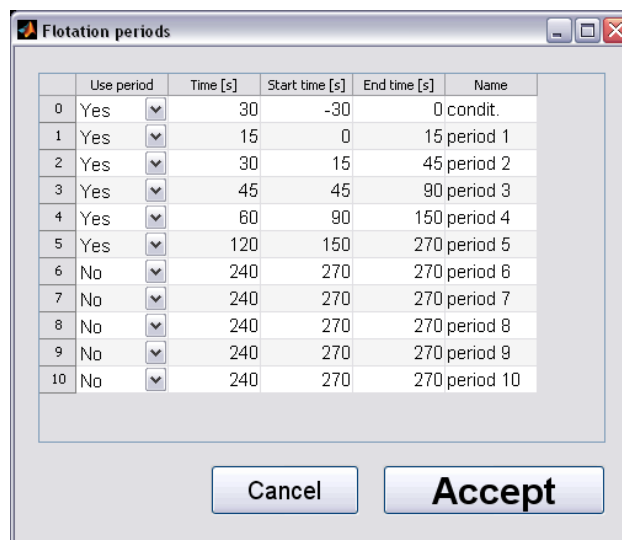 Flotation periods
Use period Time [s] Start time [s] End time [s] Name
0 Yes 30 -30 0 condit.
1 Yes 15 0 15 period 1
2 Yes 30 15 45 period 2
3 Yes 45 45 90 period 3
4 Yes 60 90 150 period 4
5 Yes 120 150 270 period 5
6 No 240 270 270 period 6
7 No 240 270 270 period 7
8 No 240 270 270 period 8
9 No 240 270 270 period 9
10 No 240 270 270 period 10
Cancel Accept